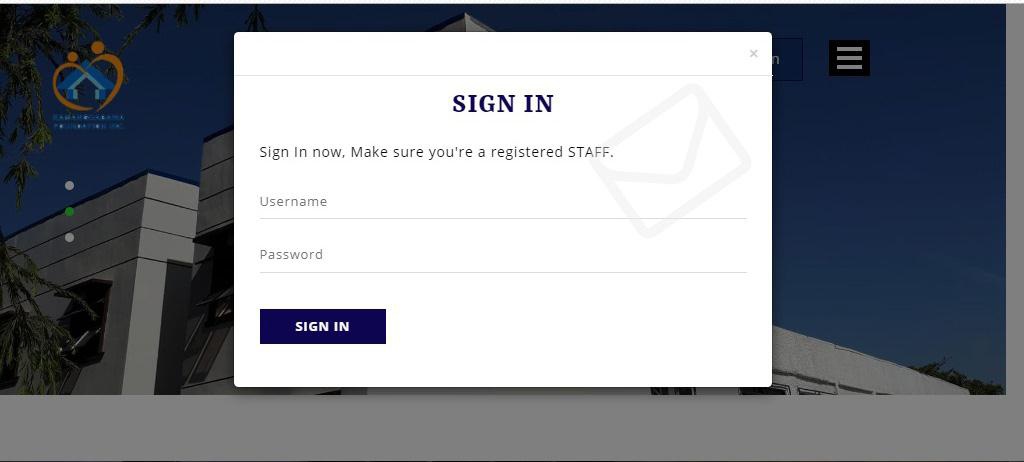 n
×
SIGN IN
Sign In now, Make sure you're a registered STAFF.
Username
Password
SIGN IN